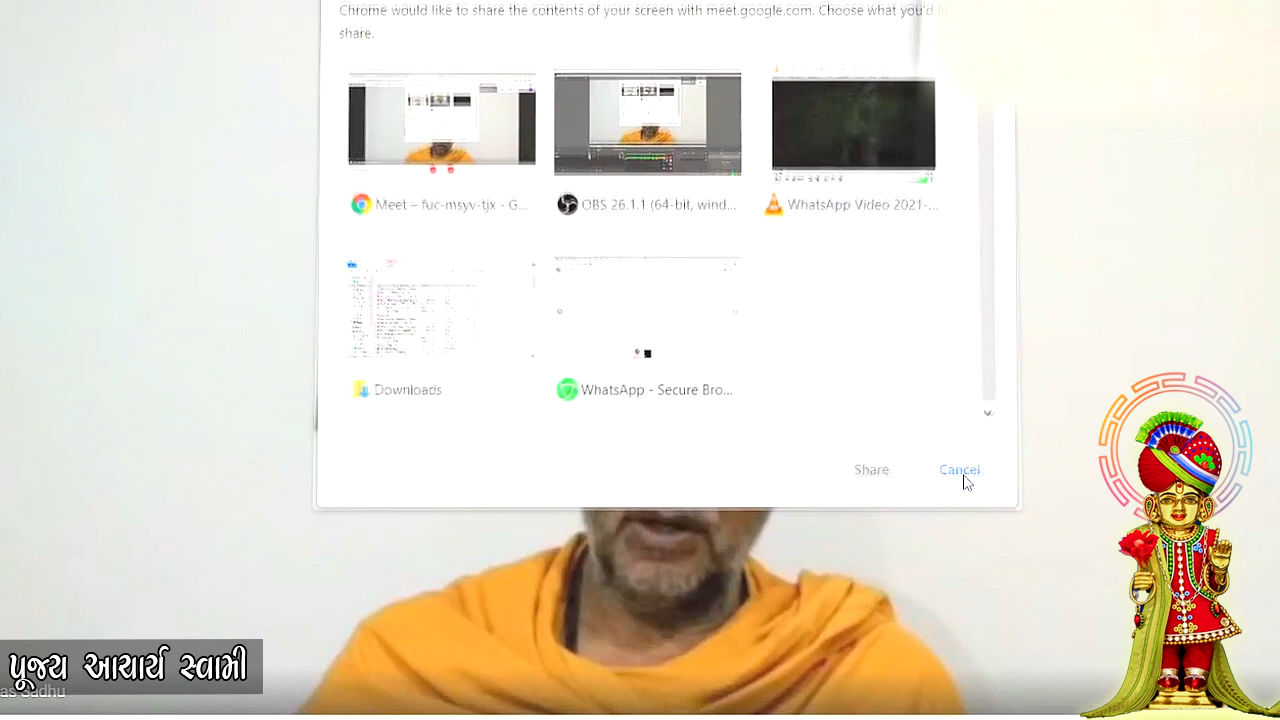 Chrome would like to share the contents of your screen with meet.google.com. Choose what you'd
share.
Meet – fuc-msyv-tjx - G...
OBS 26.1.1 (64-bit, wind...
WhatsApp Video 2021-...
Downloads
WhatsApp - Secure Bro...
Share
Cancel
પૂજ્ય આચાર્ય સ્વામી
Sadhu